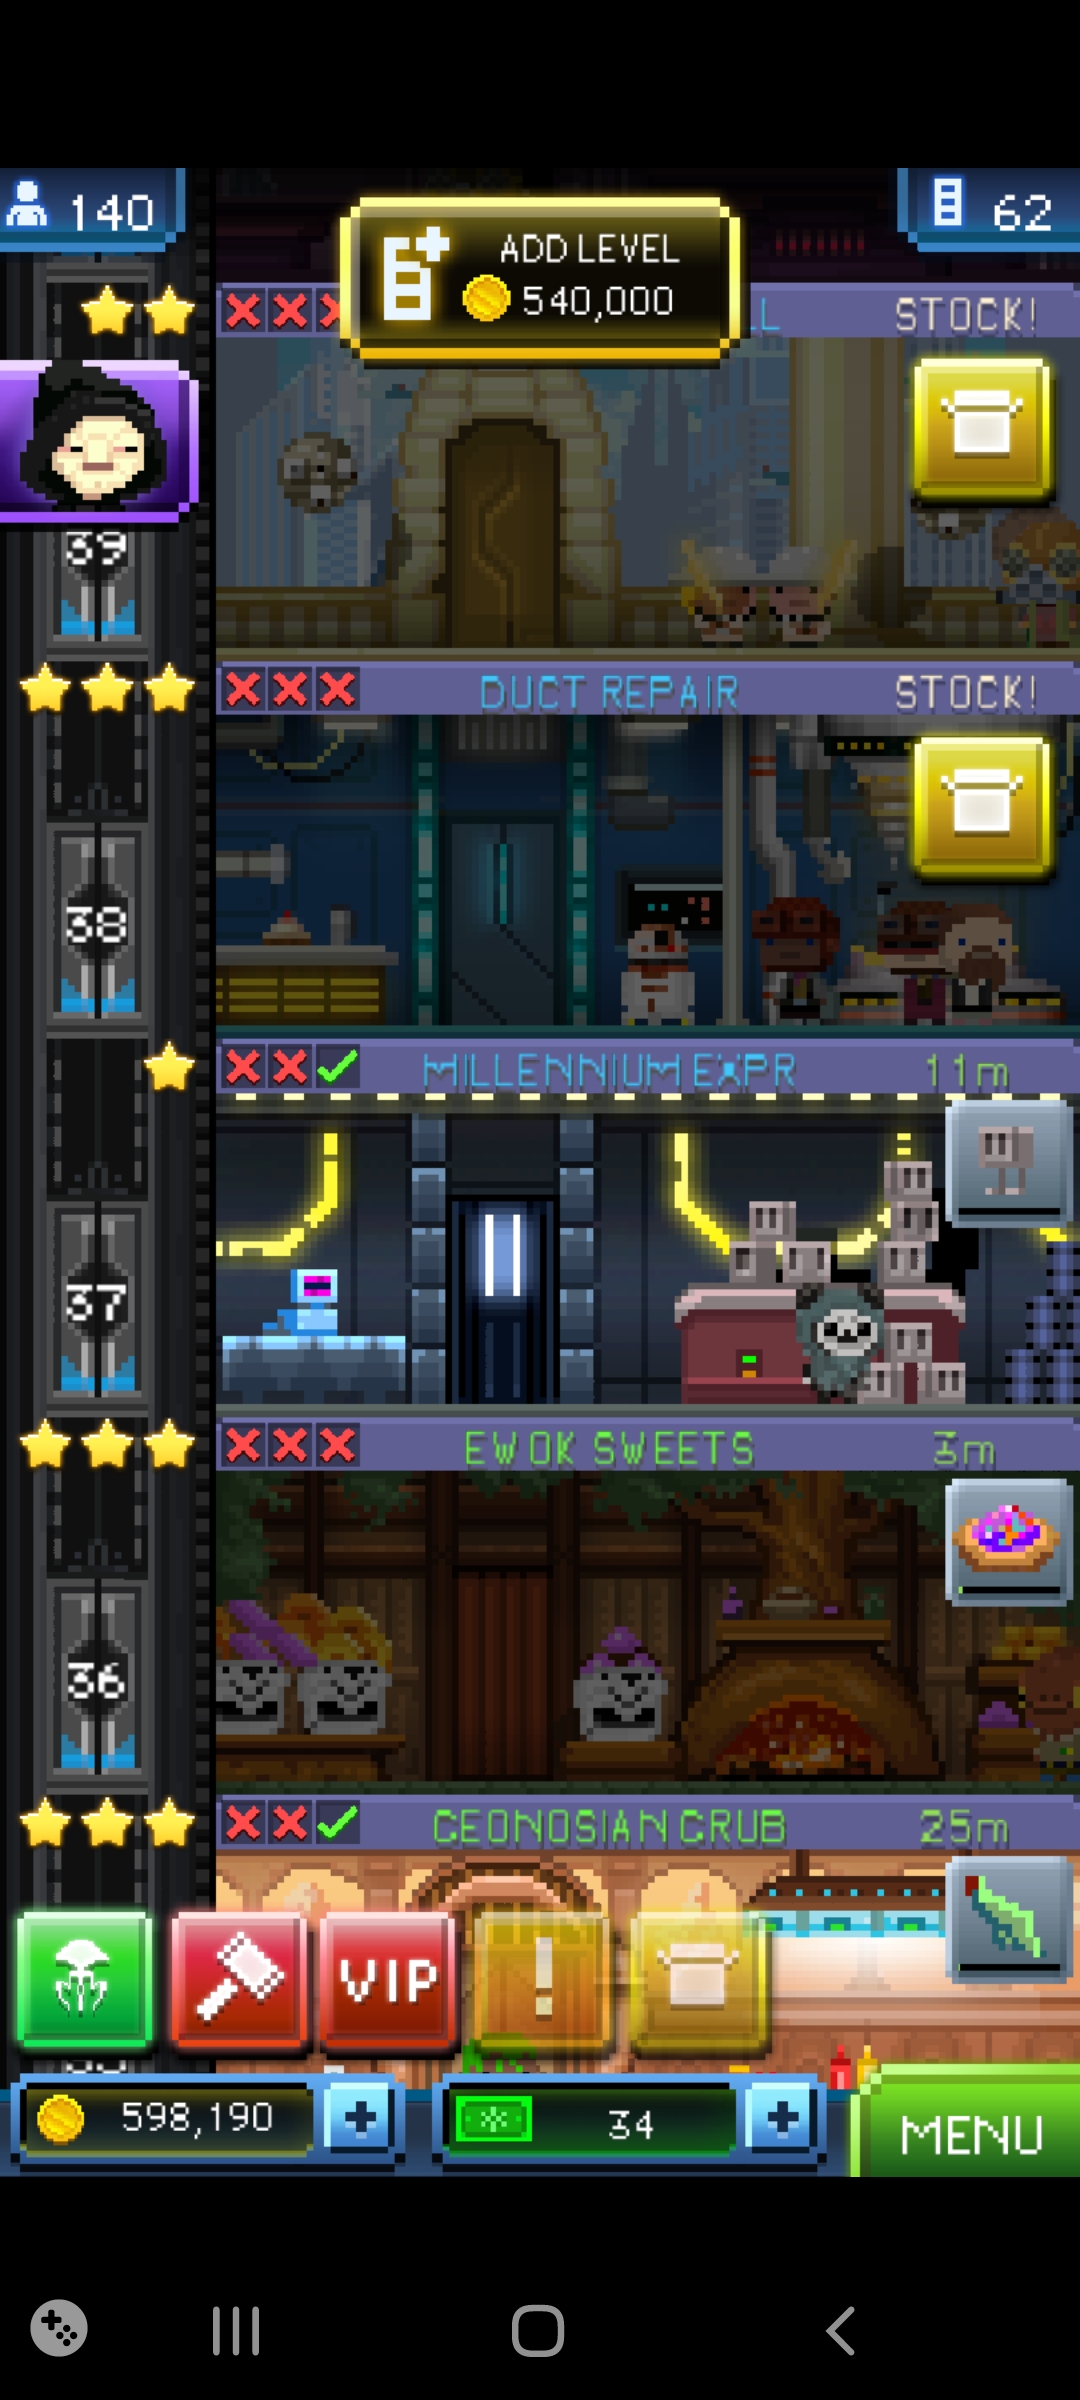 140
ADD LEVEL
540,000
62
STOCK!
39
DUCT REPAIR
STOCK!
38
MILLENNIUM EXPR
11m
37
EWOK SWEETS
3m
36
GEONOSIAN GRUB
25m
VIP
598,190
34
MENU